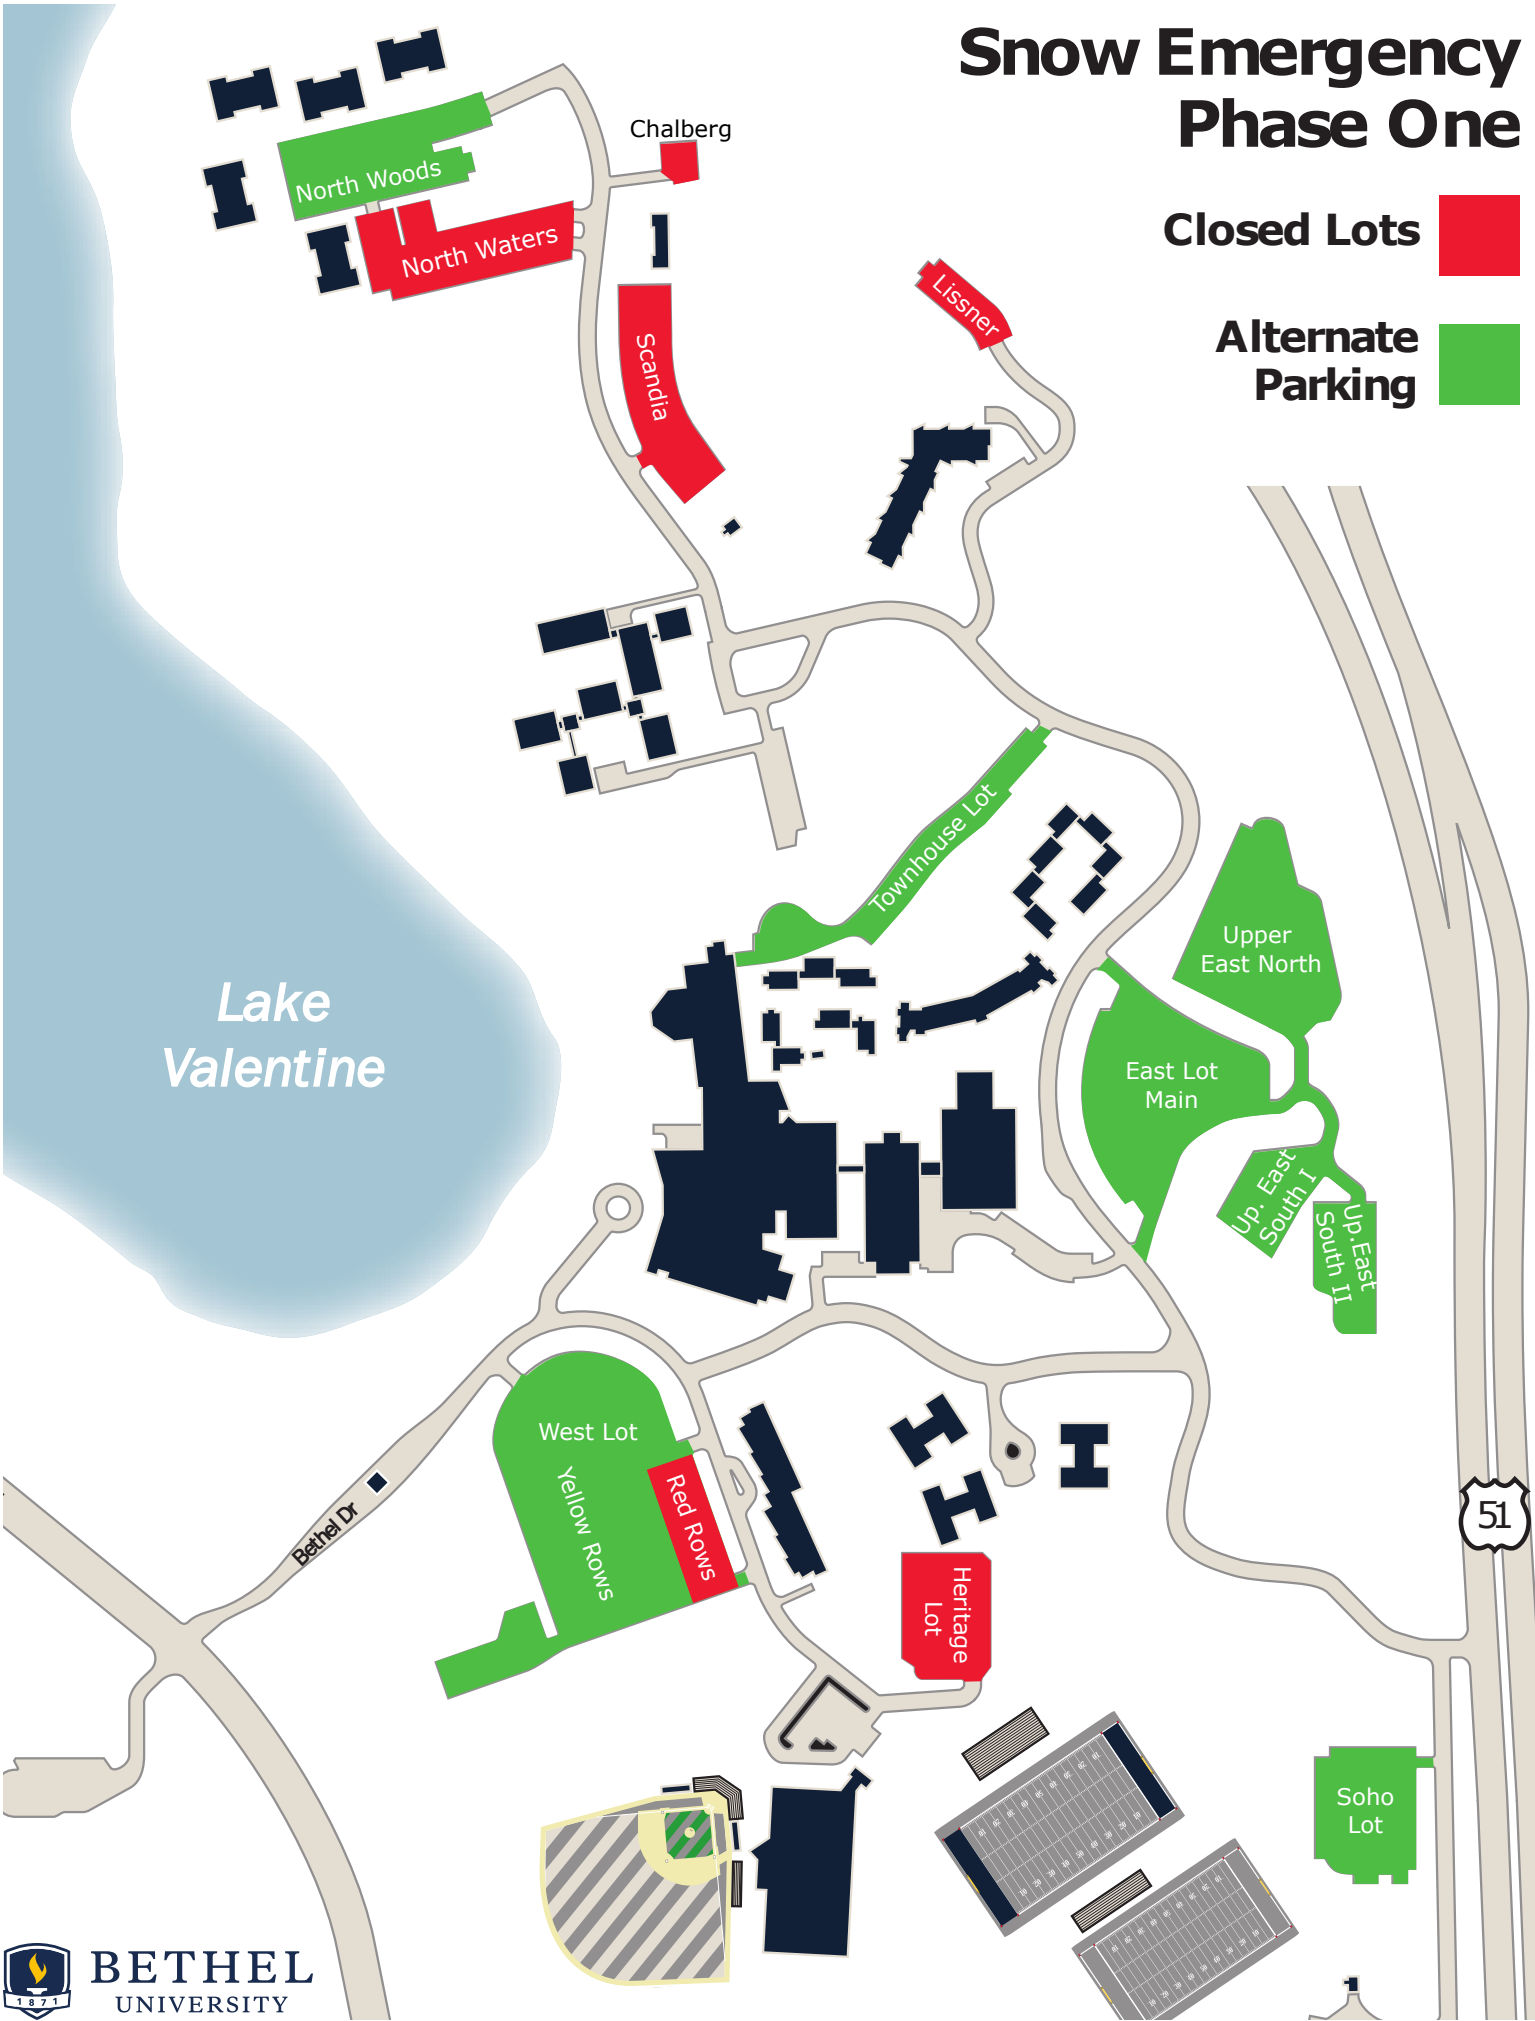 Snow Emergency
Phase One
Closed Lots
Alternate
Parking
Chalberg
North Woods
North Waters
Scandia
Lissner
Townhouse Lot
Upper
East North
Lake
Valentine
East Lot
Main
Up. East
South I
Up.East
South II
West Lot
Yellow Rows
Red Rows
Bethel Dr
51
Heritage
Lot
Soho
Lot
1871
BETHEL
UNIVERSITY